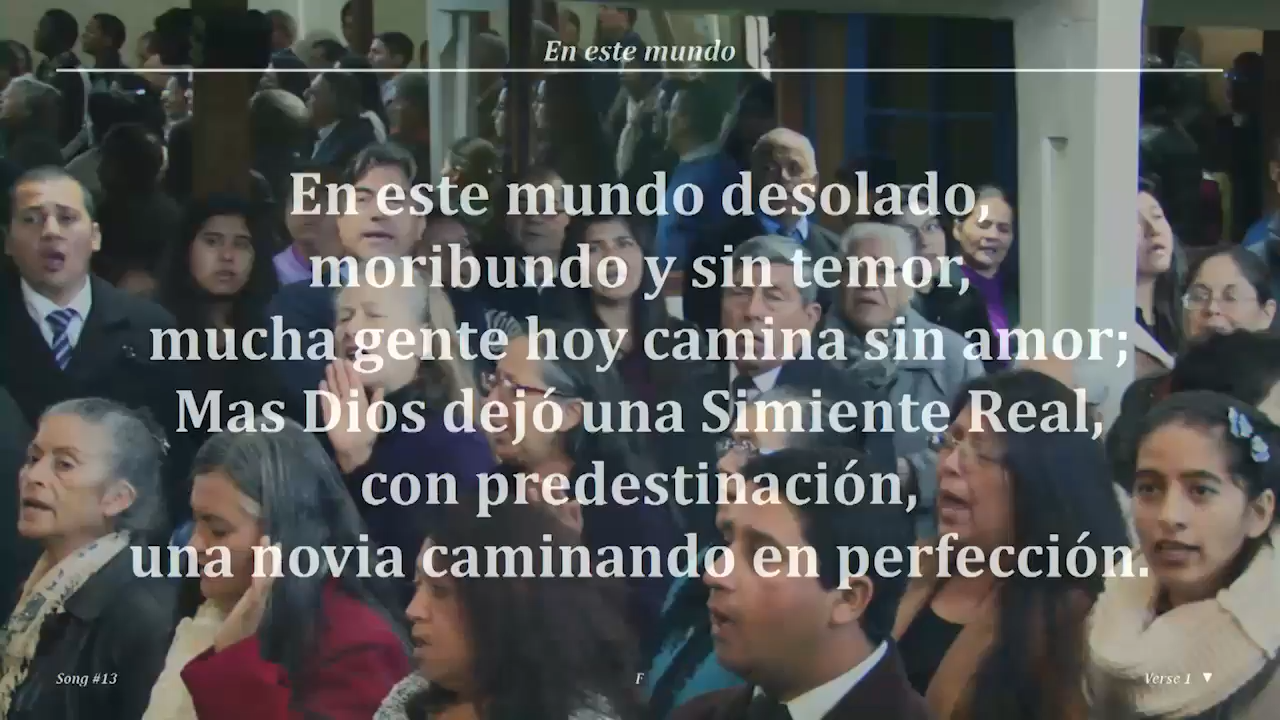 En este mundo
En este mundo desolado,
moribundo y sin temor,
mucha gente hoy camina sin amor;
Mas Dios dejó una Simiente Real,
con predestinación,
una novia caminando en perfección.
Song #13
F
Verse 1 ▼